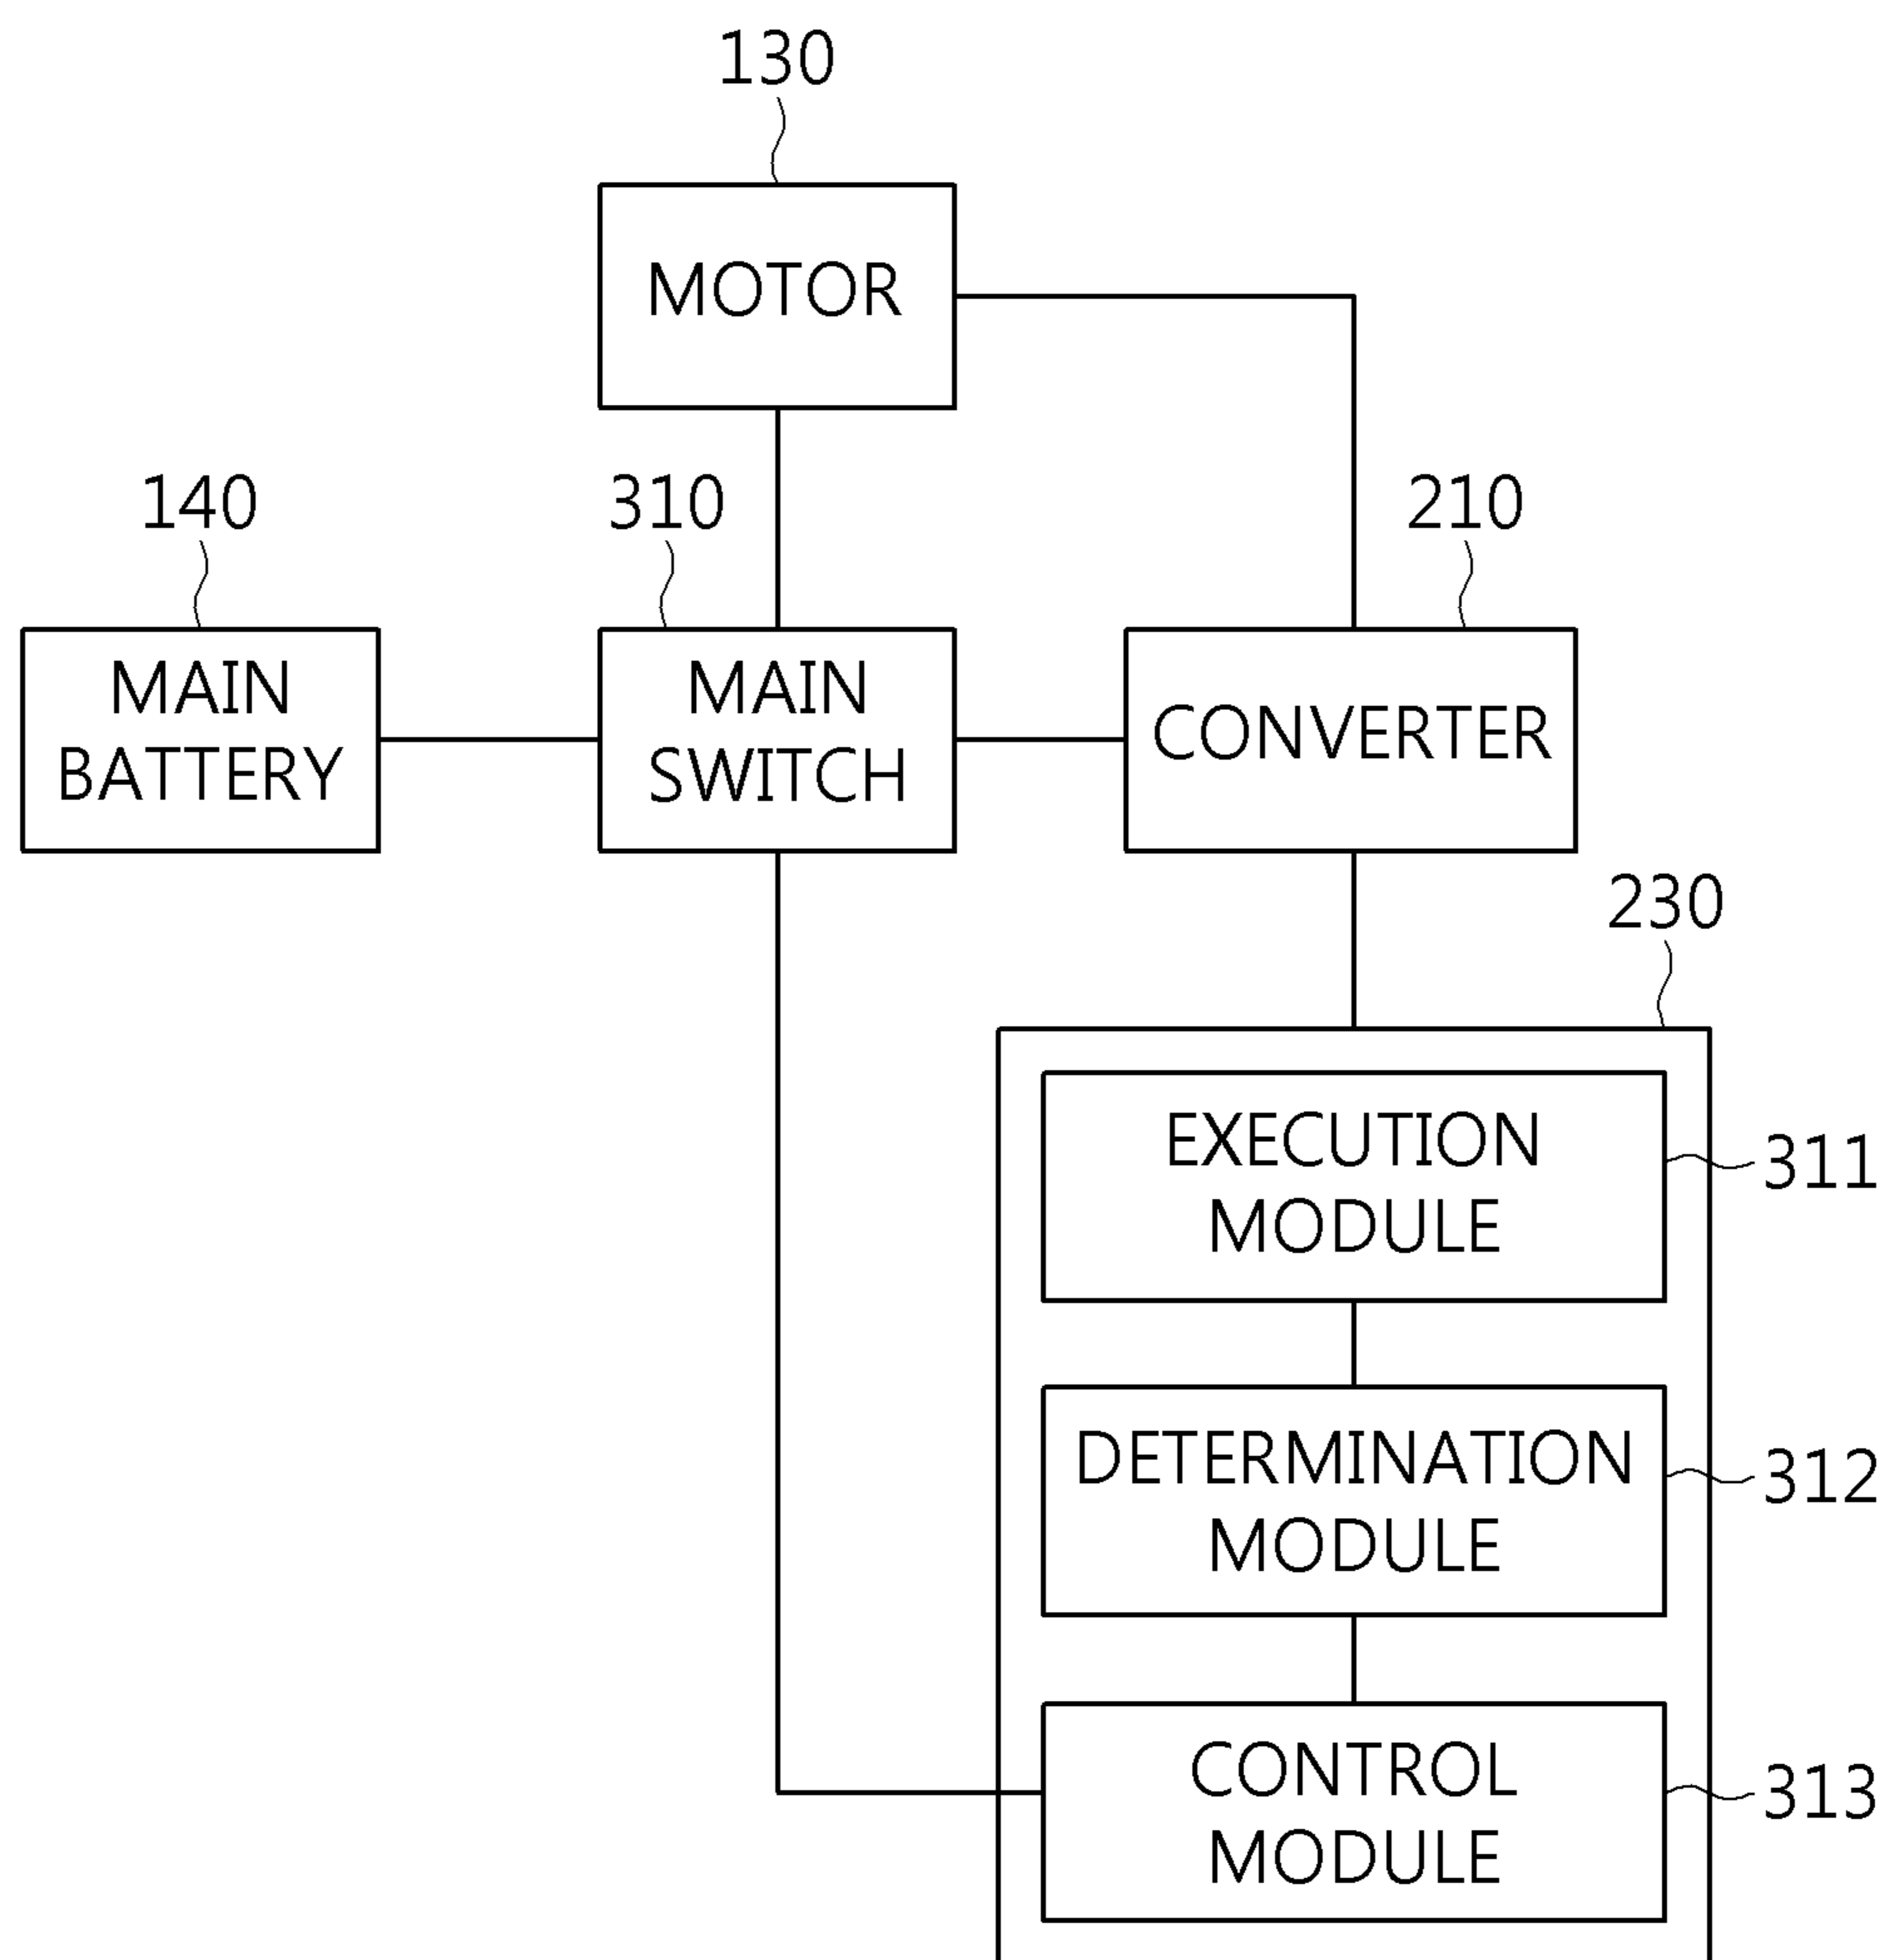 130
MOTOR
140
310
210
MAIN
BATTERY
MAIN
SWITCH
CONVERTER
230
EXECUTION
MODULE
311
DETERMINATION
MODULE
312
CONTROL
MODULE
313